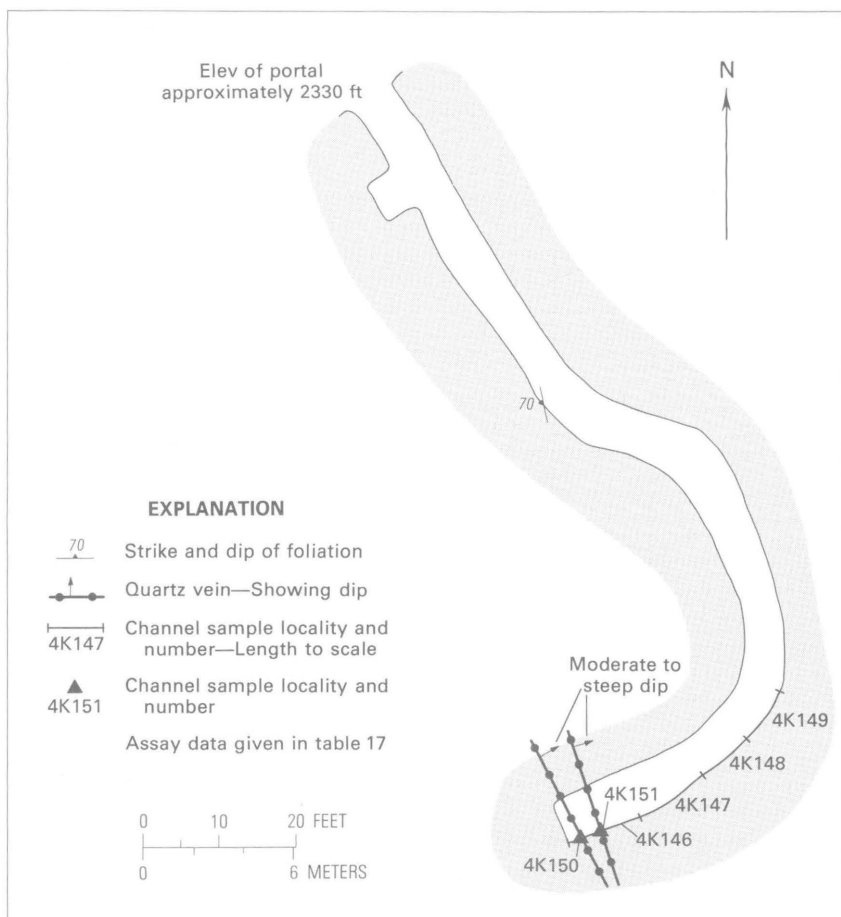 Elev of portal
approximately 2330 ft
N
70
EXPLANATION
70
Strike and dip of foliation
Quartz vein—Showing dip
4K147
Channel sample locality and
number—Length to scale
4K151
Channel sample locality and
number
Assay data given in table 17
0 10 20 FEET
0 6 METERS
Moderate to
steep dip
4K149
4K148
4K147
4K151
4K146
4K150